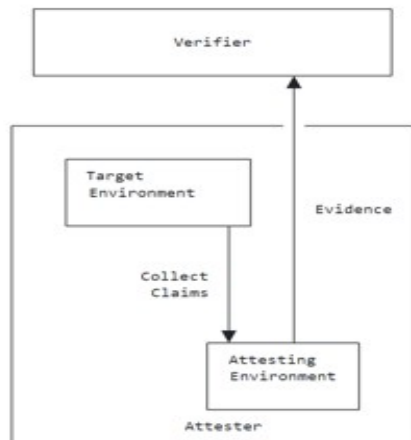 Verifier
Target
Environment
Evidence
Collect
Claims
Attesting
Environment
Attester